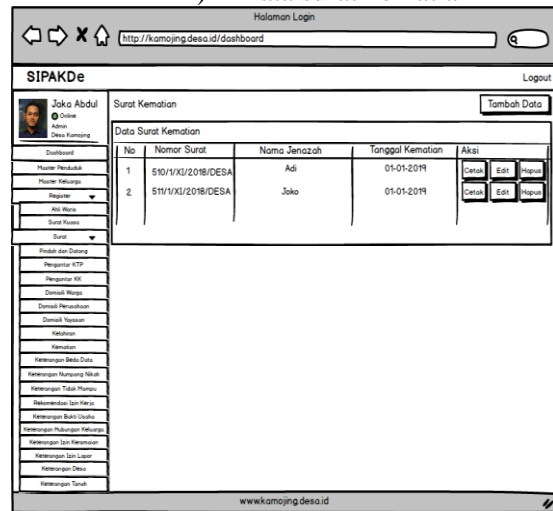 Halaman Login
http://kamojing.desa.id/dashboard
SIPAKDe
Logout
Jaka Abdul
Online
Admin
Desa Kamojing
Dashboard
Master Penduduk
Master Keluarga
Register
Ahli Waris
Surat Kuasa
Surat
Pindah dan Datang
Pengantar KTP
Pengantar KK
Domisili Warga
Domisili Perusahaan
Domisili Yayasan
Kelahiran
Kematian
Keterangan Beda Data
Keterangan Numpang Nikah
Keterangan Tidak Mampu
Rekomendasi Izin Kerja
Keterangan Bukti Usaha
Keterangan Hubungan Keluarga
Keterangan Izin Keramaian
Keterangan Izin Lapor
Keterangan Desa
Keterangan Tanah
Surat Kematian
Tambah Data
Data Surat Kematian
No Nomor Surat Nama Jenazah Tanggal Kematian Aksi
1 510/1/XI/2018/DESA Adi 01-01-2019 Cetak Edit Hapus
2 511/1/XI/2018/DESA Joko 01-01-2019 Cetak Edit Hapus
www.kamojing.desa.id